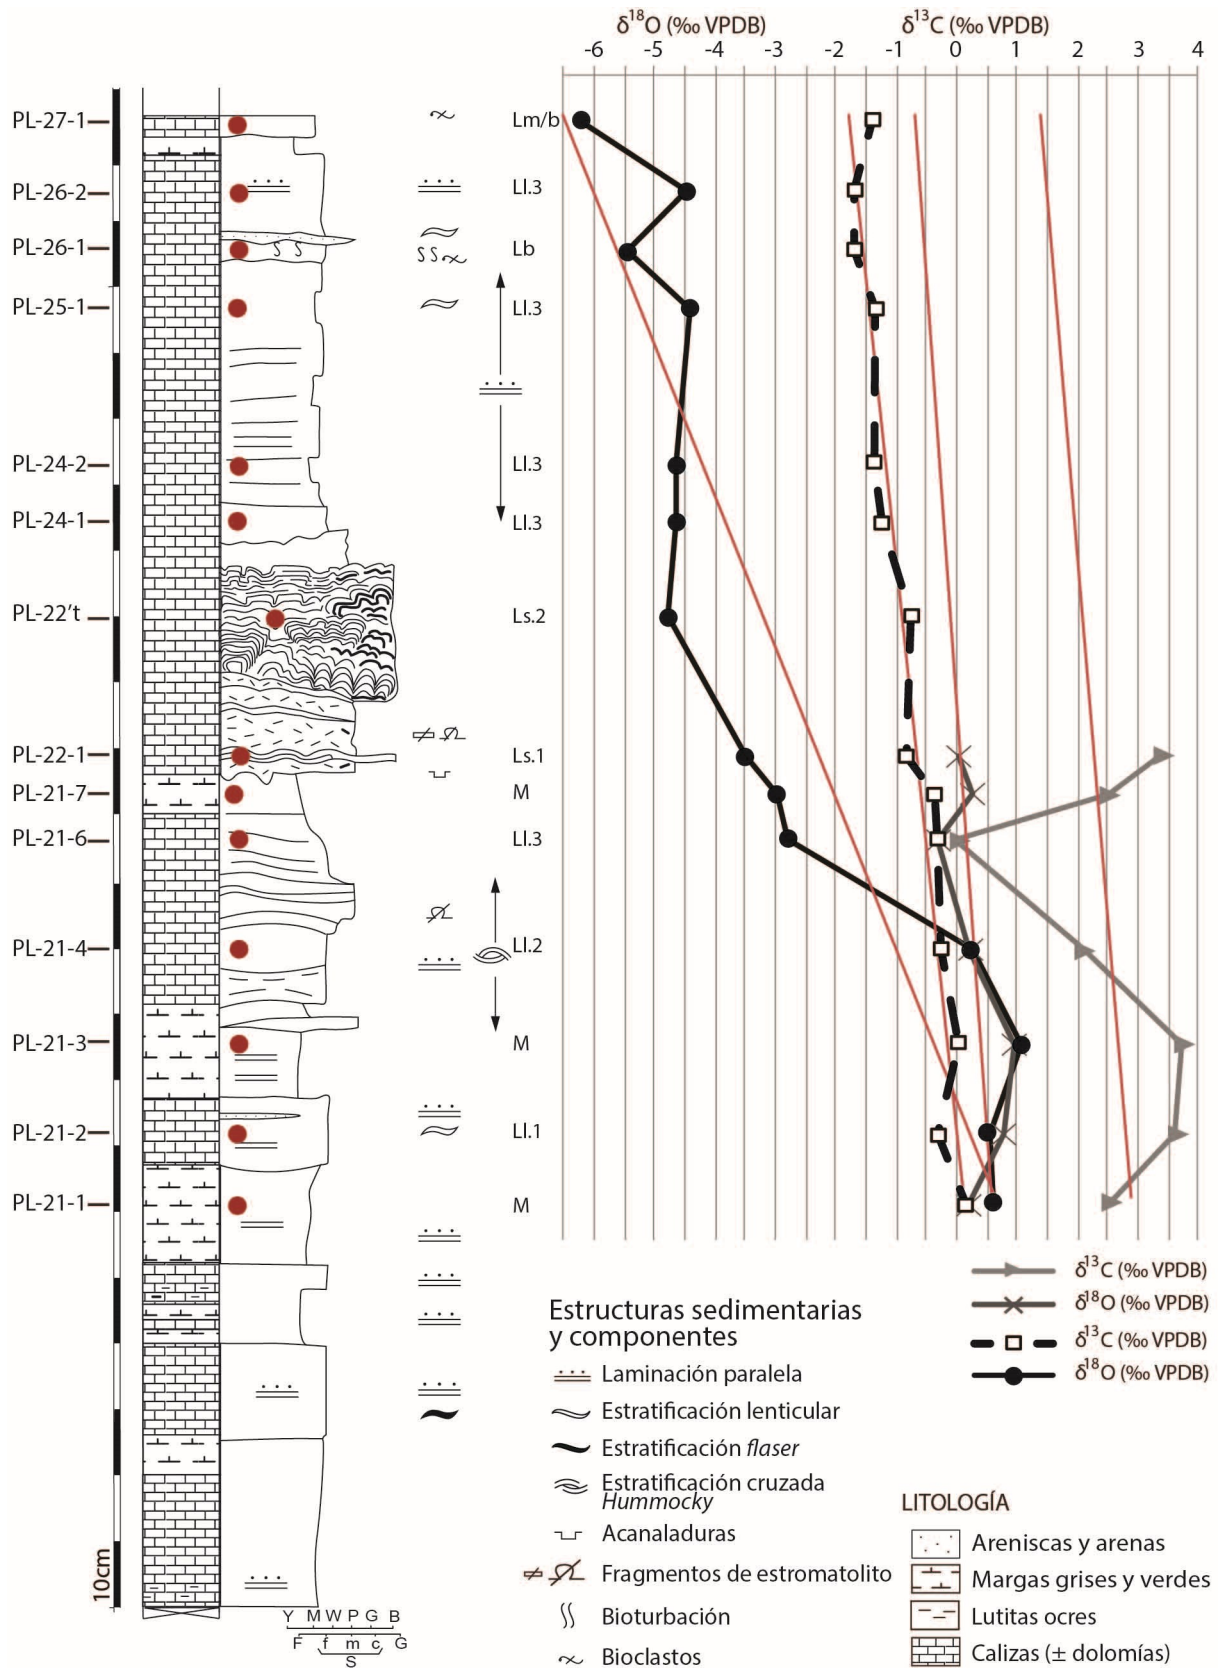 δ18O (‰ VPDB) δ13C (‰ VPDB)
-6 -5 -4 -3 -2 -1 0 1 2 3 4
PL-27-1 Lm/b
PL-26-2 Ll.3
PL-26-1 Lb
PL-25-1 Ll.3
PL-24-2 Ll.3
PL-24-1 Ll.3
PL-22't Ls.2
PL-22-1 Ls.1
PL-21-7 M
PL-21-6 Ll.3
PL-21-4 Ll.2
PL-21-3 M
PL-21-2 Ll.1
PL-21-1 M
δ13C (‰ VPDB)
δ18O (‰ VPDB)
δ13C (‰ VPDB)
δ18O (‰ VPDB)
Estructuras sedimentarias
y componentes
Laminación paralela
Estratificación lenticular
Estratificación flaser
Estratificación cruzada
Hummocky
Acanaladuras
Fragmentos de estromatolito
Bioturbación
Bioclastos
LITOLOGÍA
Areniscas y arenas
Margas grises y verdes
Lutitas ocres
Calizas (± dolomías)
10cm
Y M W P G B
F f m c G
S